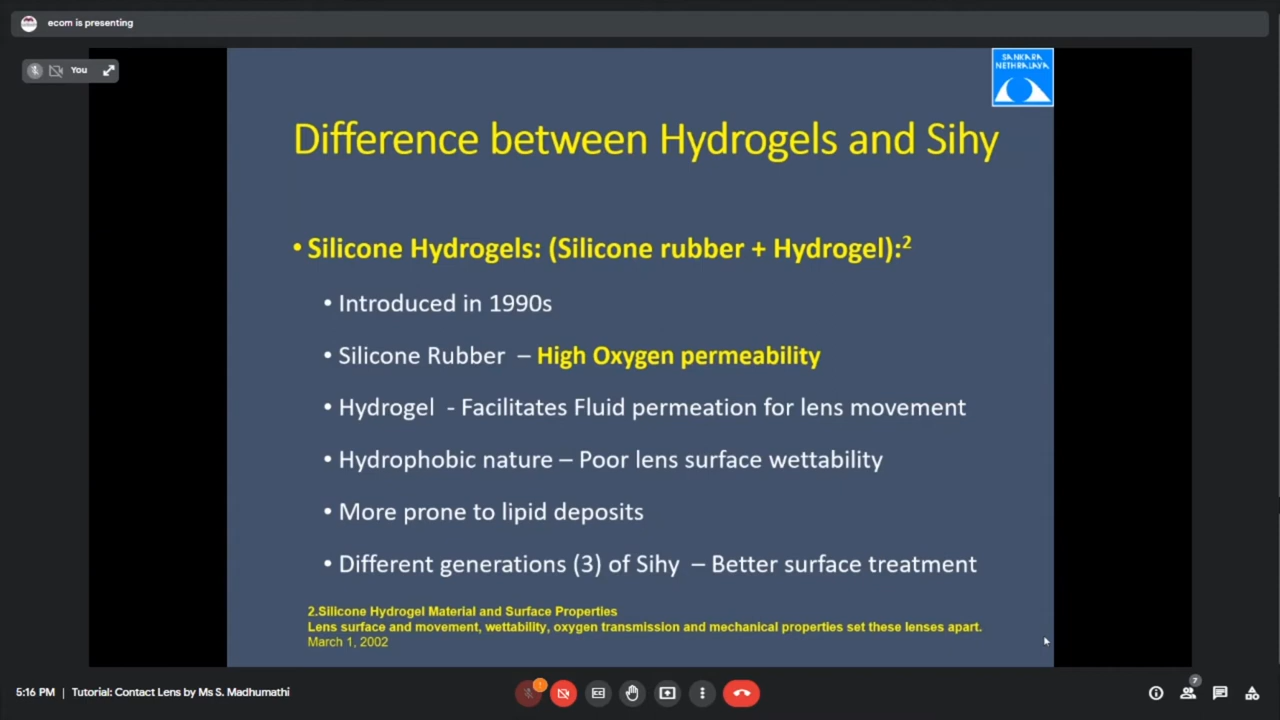 ecom is presenting
You
SANKARA
NETHRALAYA
Difference between Hydrogels and Sihy
• Silicone Hydrogels: (Silicone rubber + Hydrogel):2
• Introduced in 1990s
• Silicone Rubber – High Oxygen permeability
• Hydrogel - Facilitates Fluid permeation for lens movement
• Hydrophobic nature – Poor lens surface wettability
• More prone to lipid deposits
• Different generations (3) of Sihy – Better surface treatment
2.Silicone Hydrogel Material and Surface Properties
Lens surface and movement, wettability, oxygen transmission and mechanical properties set these lenses apart.
March 1, 2002
5:16 PM | Tutorial: Contact Lens by Ms S. Madhumathi
7